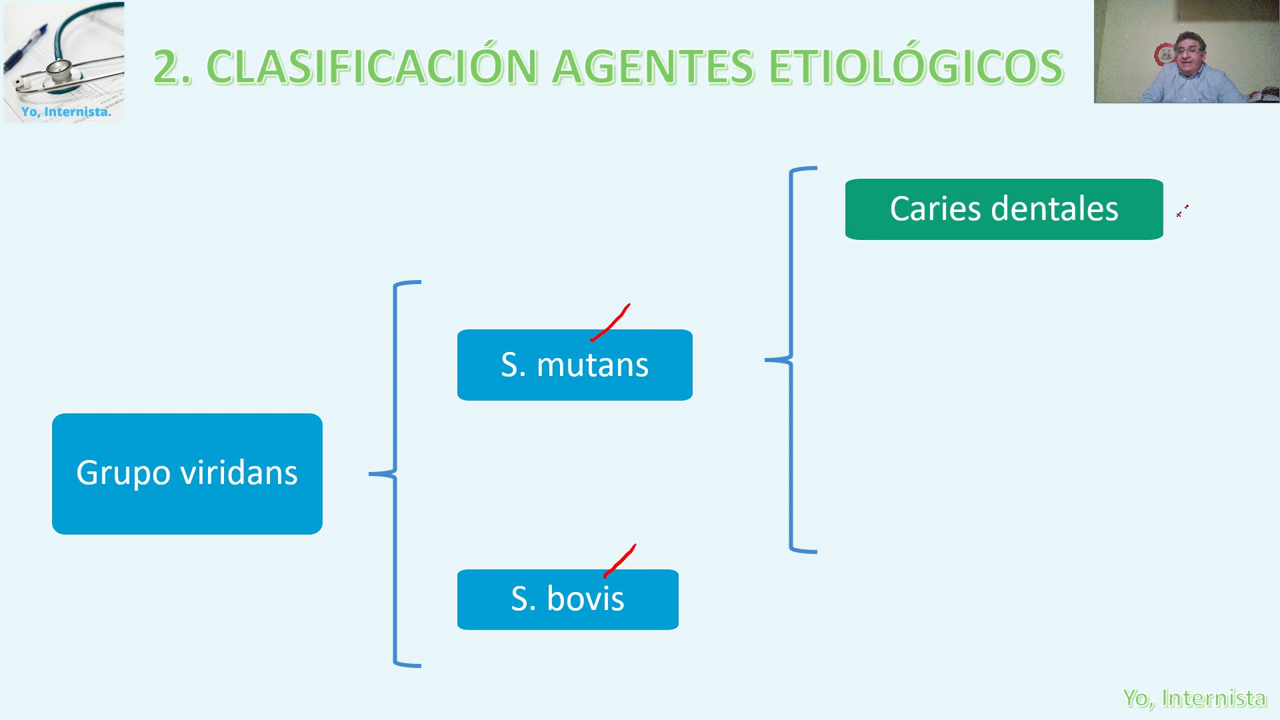 Yo, Internista.
2. CLASIFICACIÓN AGENTES ETIOLÓGICOS
Caries dentales
S. mutans
Grupo viridans
S. bovis
Yo, Internista